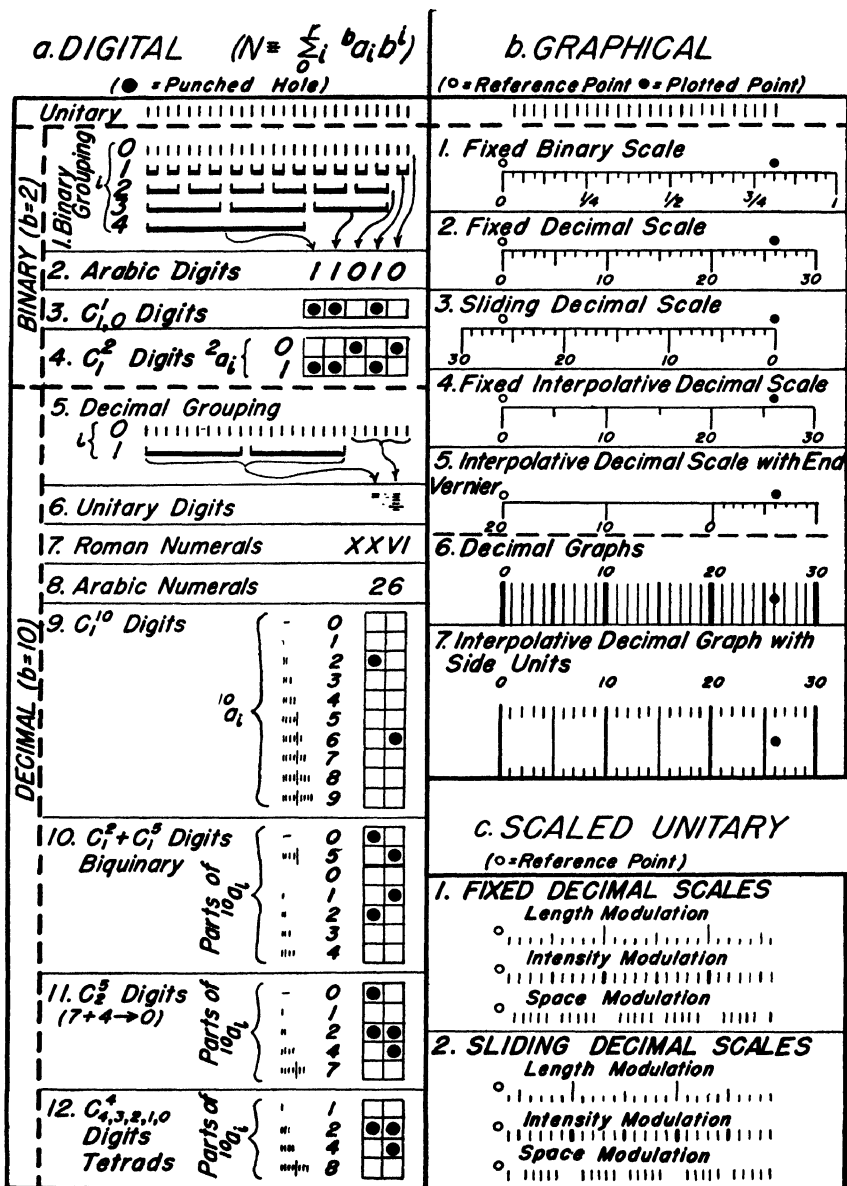 a. DIGITAL (N = r Σi 0 ᵇaᵢbⁱ)
(● = Punched Hole)
Unitary
BINARY (b=2)
1. Binary Grouping
i { 0
1
2
3
4
2. Arabic Digits 11010
3. C¹₁,₀ Digits
4. C²₁ Digits ²aᵢ { 0
1
DECIMAL (b=10)
5. Decimal Grouping
i { 0
1
6. Unitary Digits
7. Roman Numerals XXVI
8. Arabic Numerals 26
9. C₁¹⁰ Digits
¹⁰aᵢ
0
1
2
3
4
5
6
7
8
9
10. C₁² + C₁⁵ Digits
Biquinary
Parts of ¹⁰aᵢ
0
5
0
1
2
3
4
11. C₂⁵ Digits
(7+4→0)
Parts of ¹⁰aᵢ
0
1
2
4
7
12. C⁴₄,₃,₂,₁,₀
Digits
Tetrads
Parts of ¹⁰aᵢ
1
2
4
8
b. GRAPHICAL
(o = Reference Point ● = Plotted Point)
1. Fixed Binary Scale
0 1/4 1/2 3/4 1
2. Fixed Decimal Scale
0 10 20 30
3. Sliding Decimal Scale
30 20 10 0
4. Fixed Interpolative Decimal Scale
0 10 20 30
5. Interpolative Decimal Scale with End
Vernier
20 10 0
6. Decimal Graphs
0 10 20 30
7. Interpolative Decimal Graph with
Side Units
0 10 20 30
c. SCALED UNITARY
(o = Reference Point)
1. FIXED DECIMAL SCALES
Length Modulation
Intensity Modulation
Space Modulation
2. SLIDING DECIMAL SCALES
Length Modulation
Intensity Modulation
Space Modulation